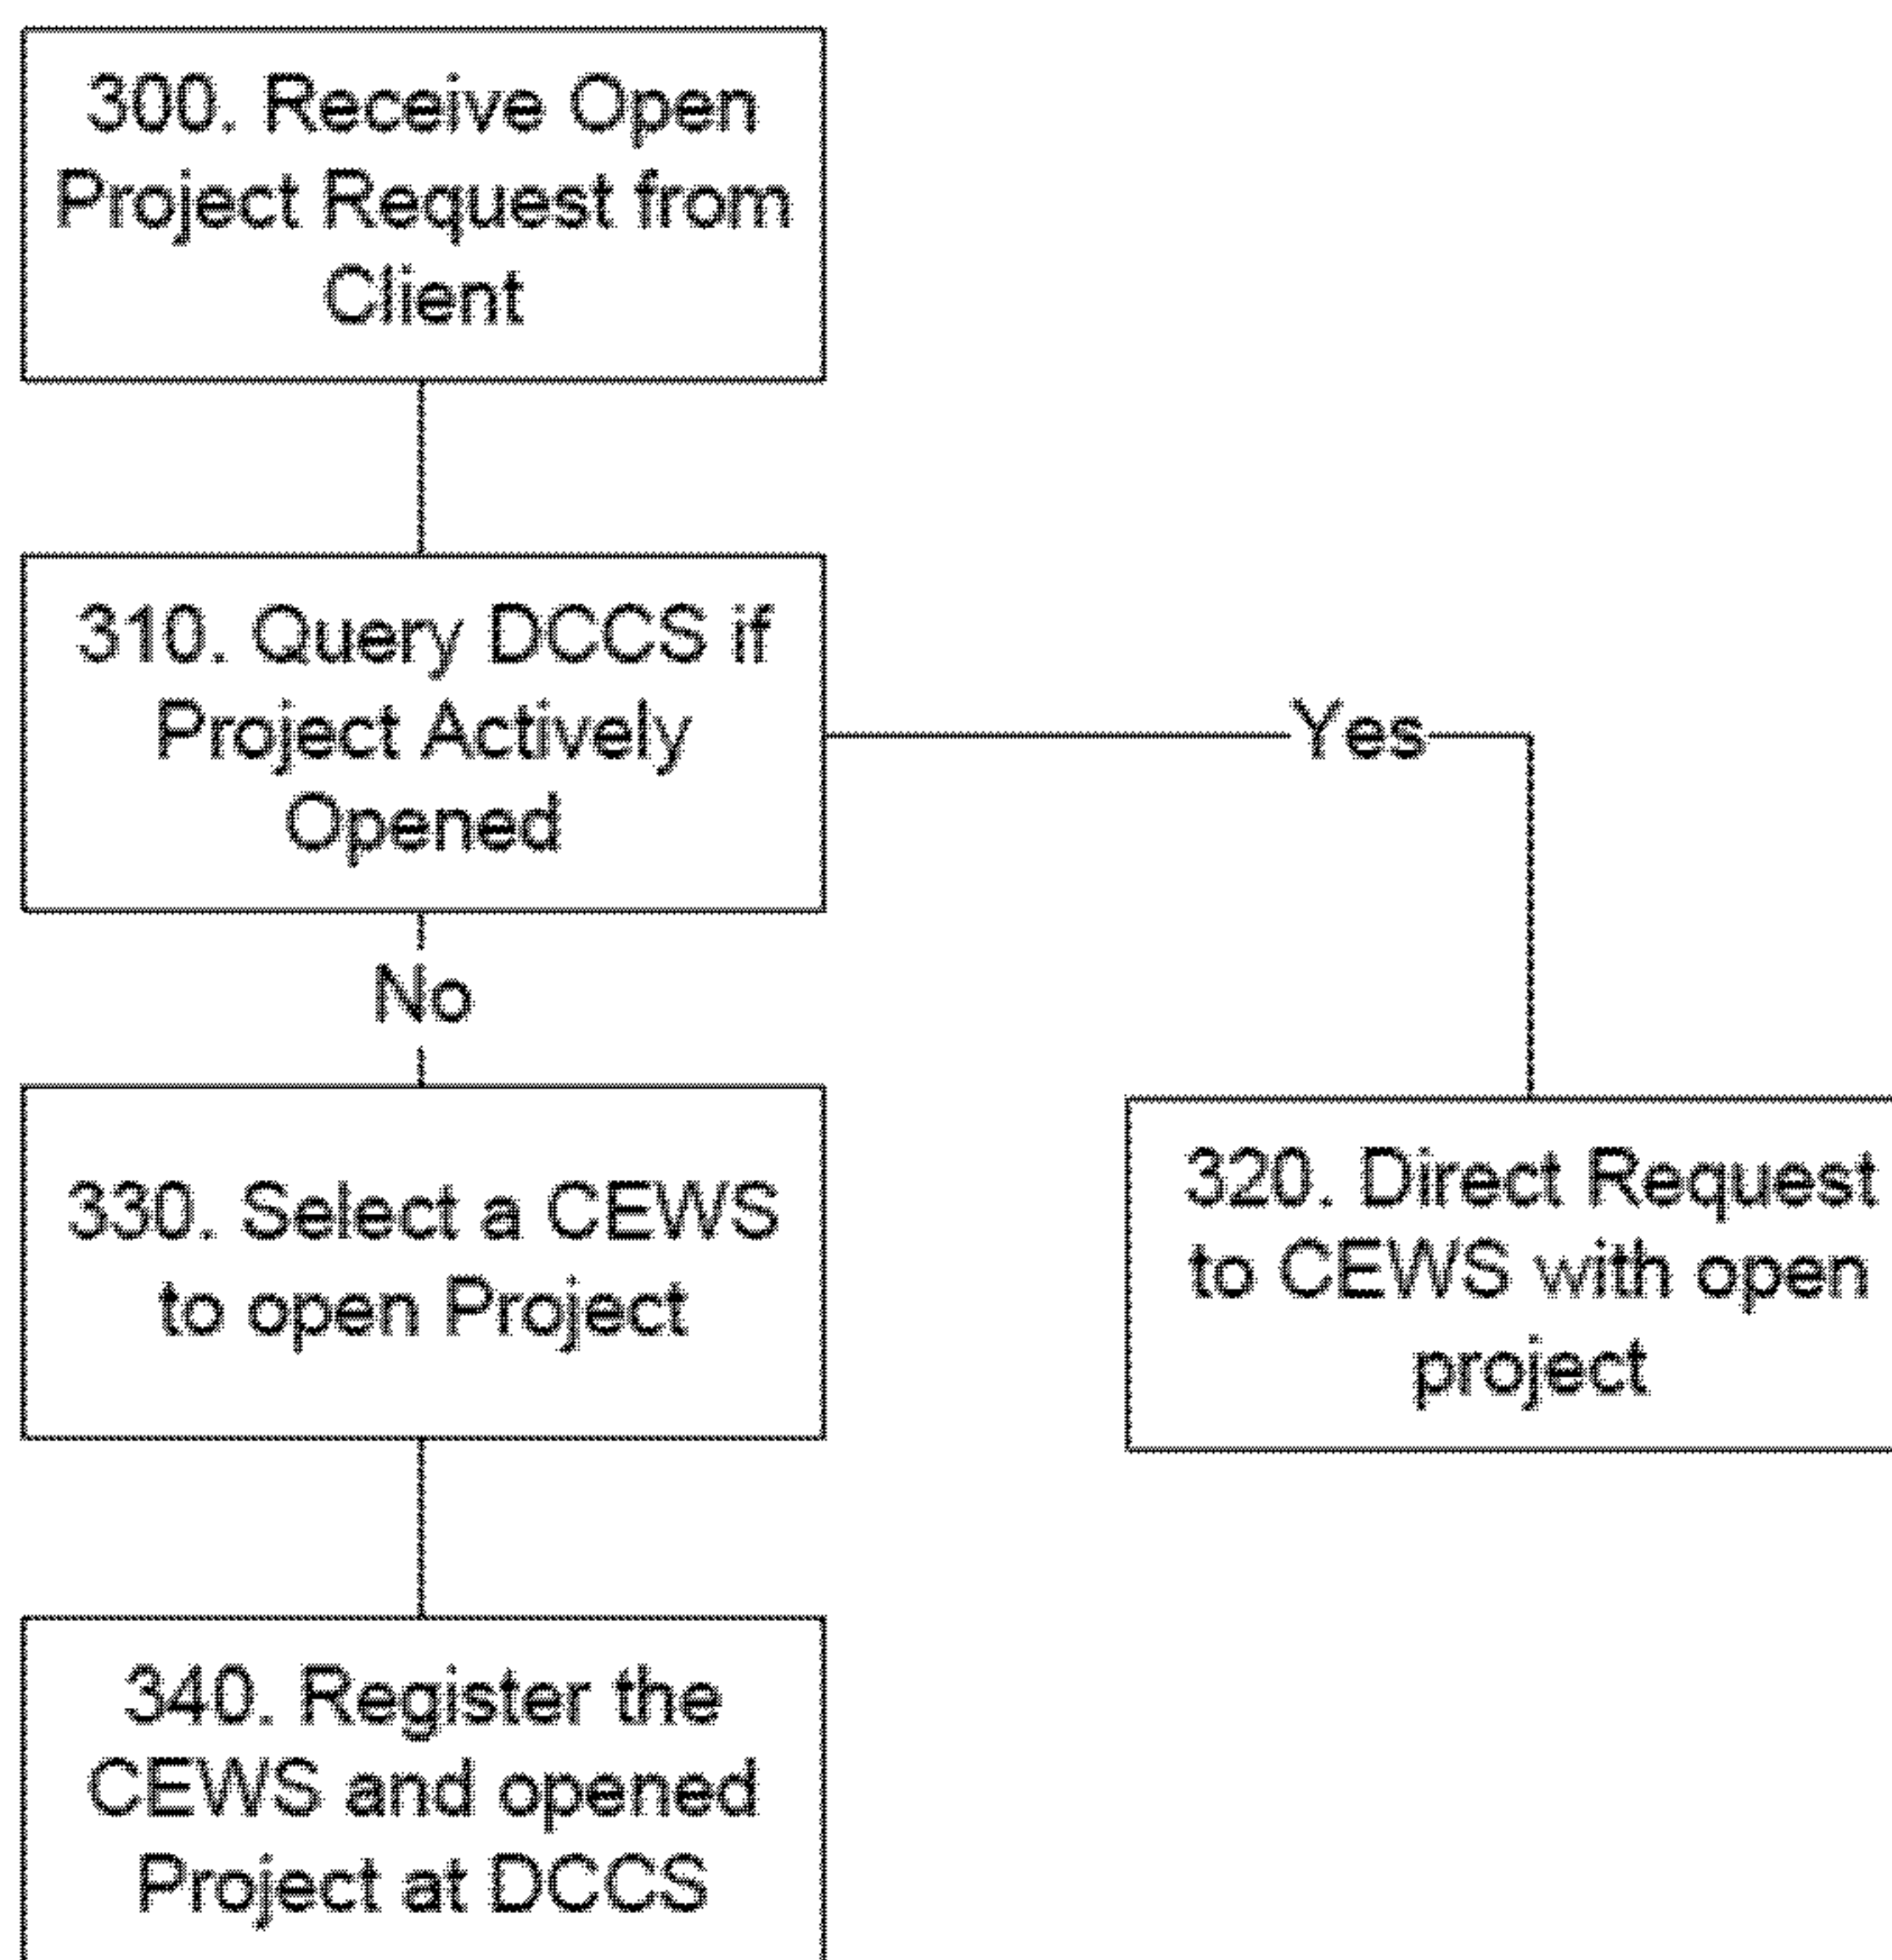 300. Receive Open
Project Request from
Client
310. Query DCCS if
Project Actively
Opened
Yes
No
330. Select a CEWS
to open Project
320. Direct Request
to CEWS with open
project
340. Register the
CEWS and opened
Project at DCCS